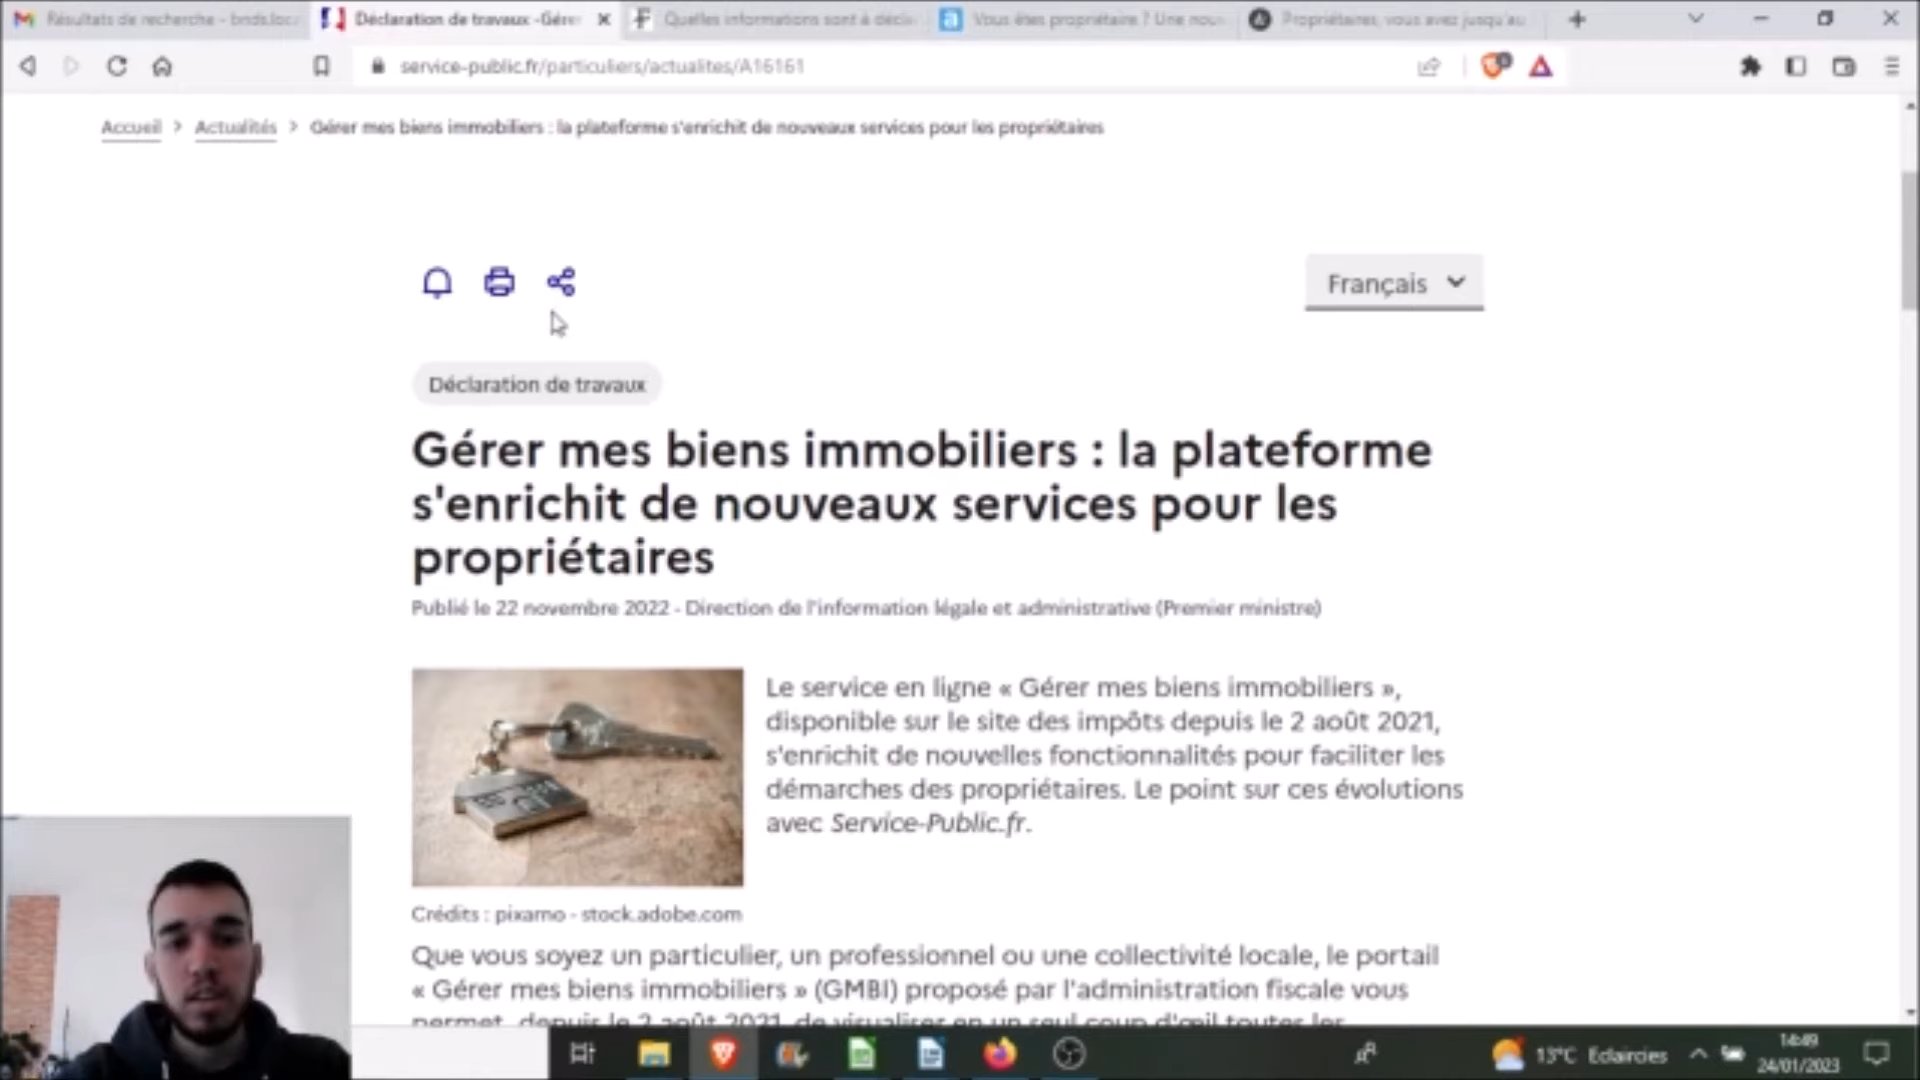 Résultats de recherche - bnds.loc
Déclaration de travaux -Gérer
Quelles informations sont à décla
Vous êtes propriétaire ? Une nou
Propriétaires, vous avez jusqu'au
service-public.fr/particuliers/actualites/A16161
Accueil > Actualités > Gérer mes biens immobiliers : la plateforme s'enrichit de nouveaux services pour les propriétaires
Français
Déclaration de travaux
Gérer mes biens immobiliers : la plateforme
s'enrichit de nouveaux services pour les
propriétaires
Publié le 22 novembre 2022 - Direction de l'information légale et administrative (Premier ministre)
Le service en ligne « Gérer mes biens immobiliers »,
disponible sur le site des impôts depuis le 2 août 2021,
s'enrichit de nouvelles fonctionnalités pour faciliter les
démarches des propriétaires. Le point sur ces évolutions
avec Service-Public.fr.
Crédits : pixarno - stock.adobe.com
Que vous soyez un particulier, un professionnel ou une collectivité locale, le portail
« Gérer mes biens immobiliers » (GMBI) proposé par l'administration fiscale vous
permet, depuis le 2 août 2021, de visualiser en un seul coup d'œil toutes les
13°C Eclaircies
14:49
24/01/2023